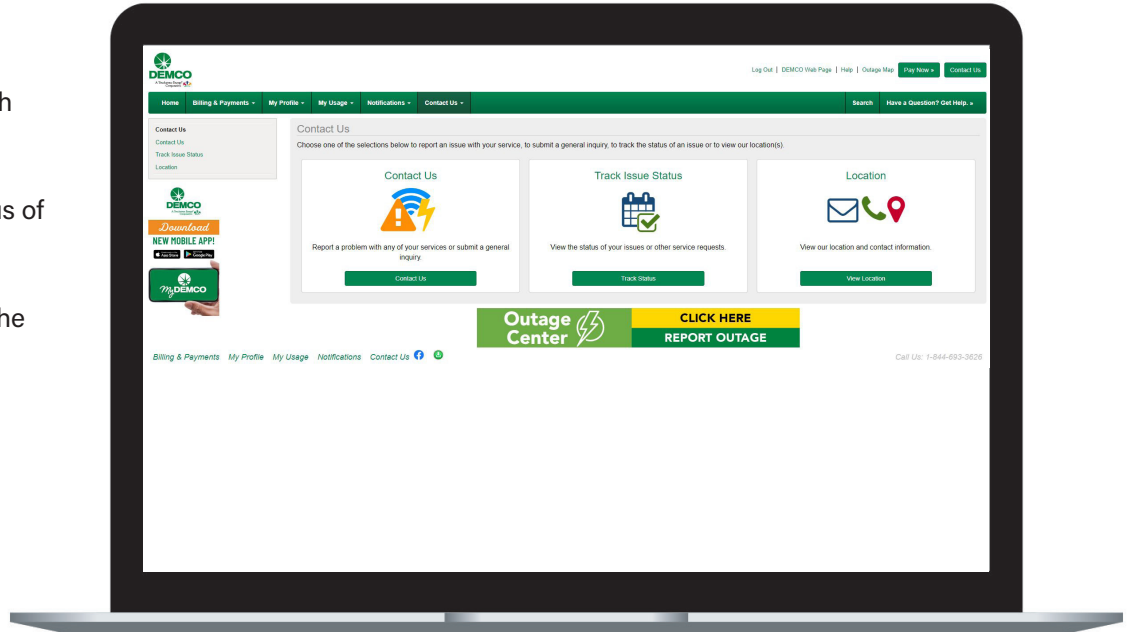 h
us of
he
DEMCO
Log Out | DEMCO Web Page | Help | Outage Map Pay Now » Contact Us
Home Billing & Payments My Profile My Usage Notifications Contact Us Search Have a Question? Get Help. »
Contact Us
Contact Us
Track Issue Status
Location
DEMCO
Download
NEW MOBILE APP!
App Store Google Play
MyDEMCO
Contact Us
Choose one of the selections below to report an issue with your service, to submit a general inquiry, to track the status of an issue or to view our location(s).
Contact Us
Report a problem with any of your services or submit a general
inquiry.
Contact Us
Track Issue Status
View the status of your issues or other service requests.
Track Status
Location
View our location and contact information.
View Location
Outage
Center
CLICK HERE
REPORT OUTAGE
Billing & Payments My Profile My Usage Notifications Contact Us
Call Us: 1-844-693-3626